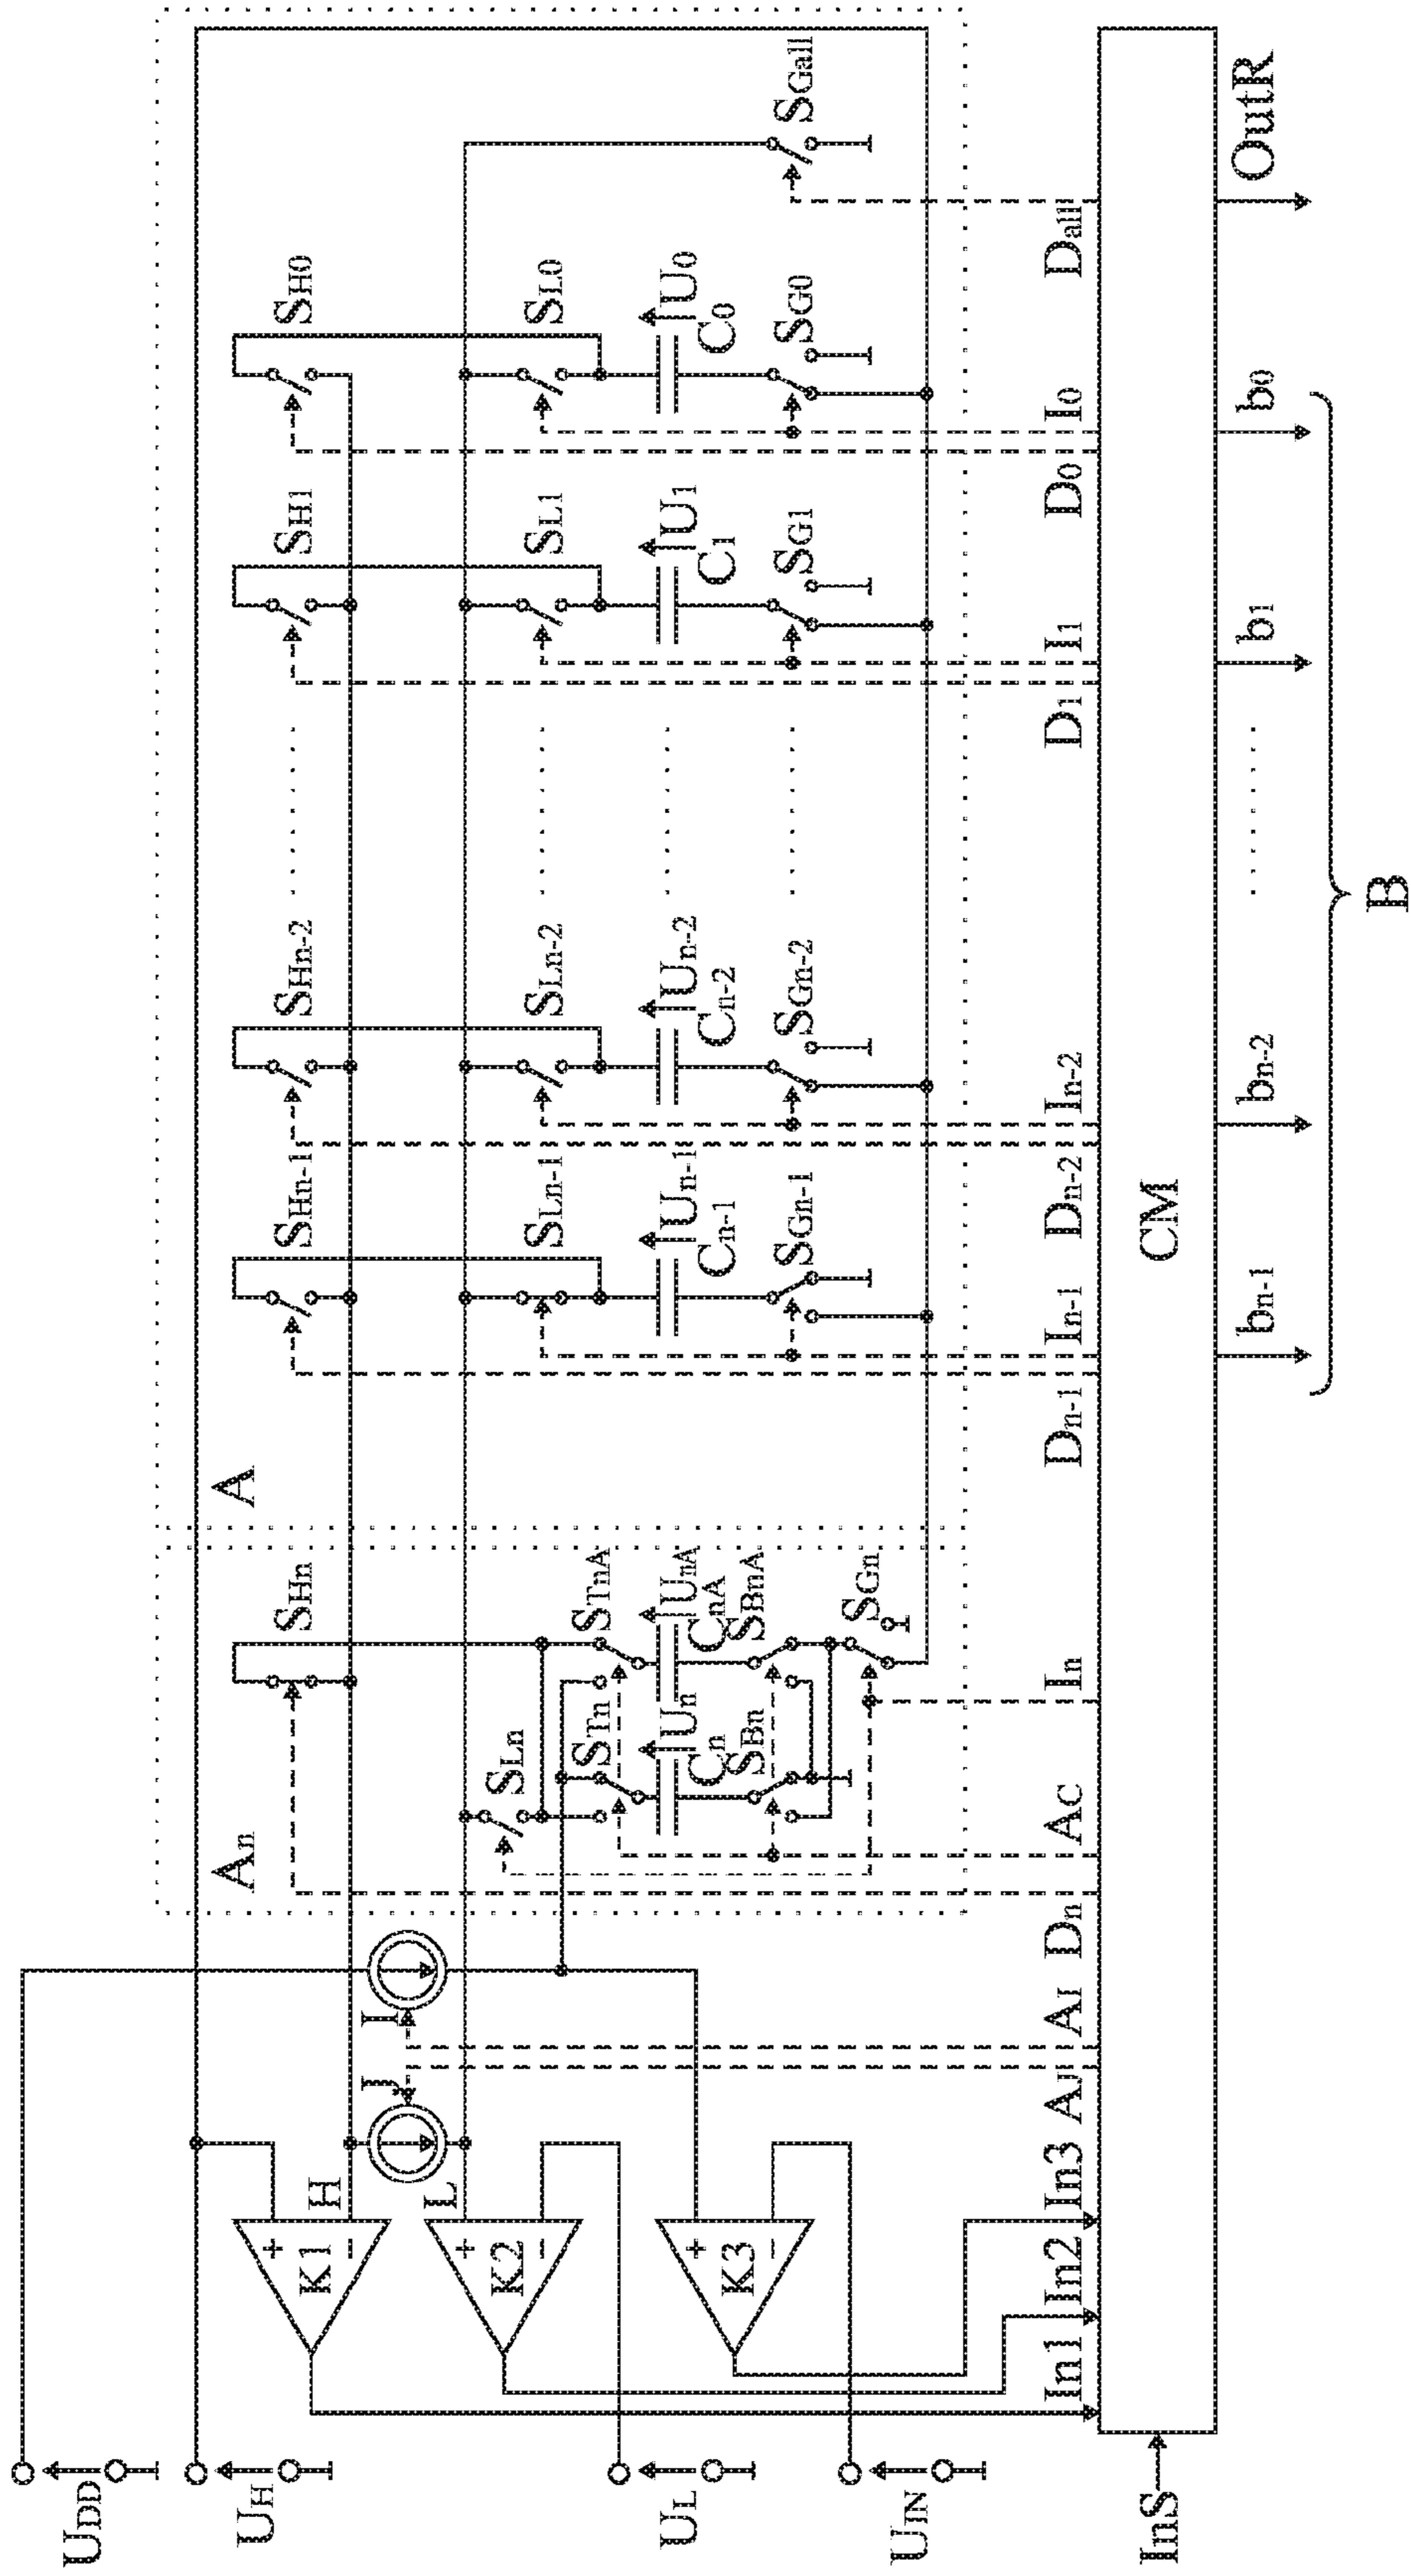 UDD
UH
UL
UIN
InS
K1
+
−
K2
+
−
K3
+
−
H
L
J
I
In1
In2
In3
AJ
AI
Dn
AC
In
An
SHn
SLn
STn
STnA
Un
Cn
UnA
CnA
SBn
SBnA
SGn
A
SHn-1
SLn-1
Un-1
Cn-1
SGn-1
Dn-1
In-1
SHn-2
SLn-2
Un-2
Cn-2
SGn-2
Dn-2
In-2
SH1
SL1
U1
C1
SG1
D1
I1
SH0
SL0
U0
C0
SG0
D0
I0
SGall
Dall
CM
bn-1
bn-2
b1
b0
OutR
B